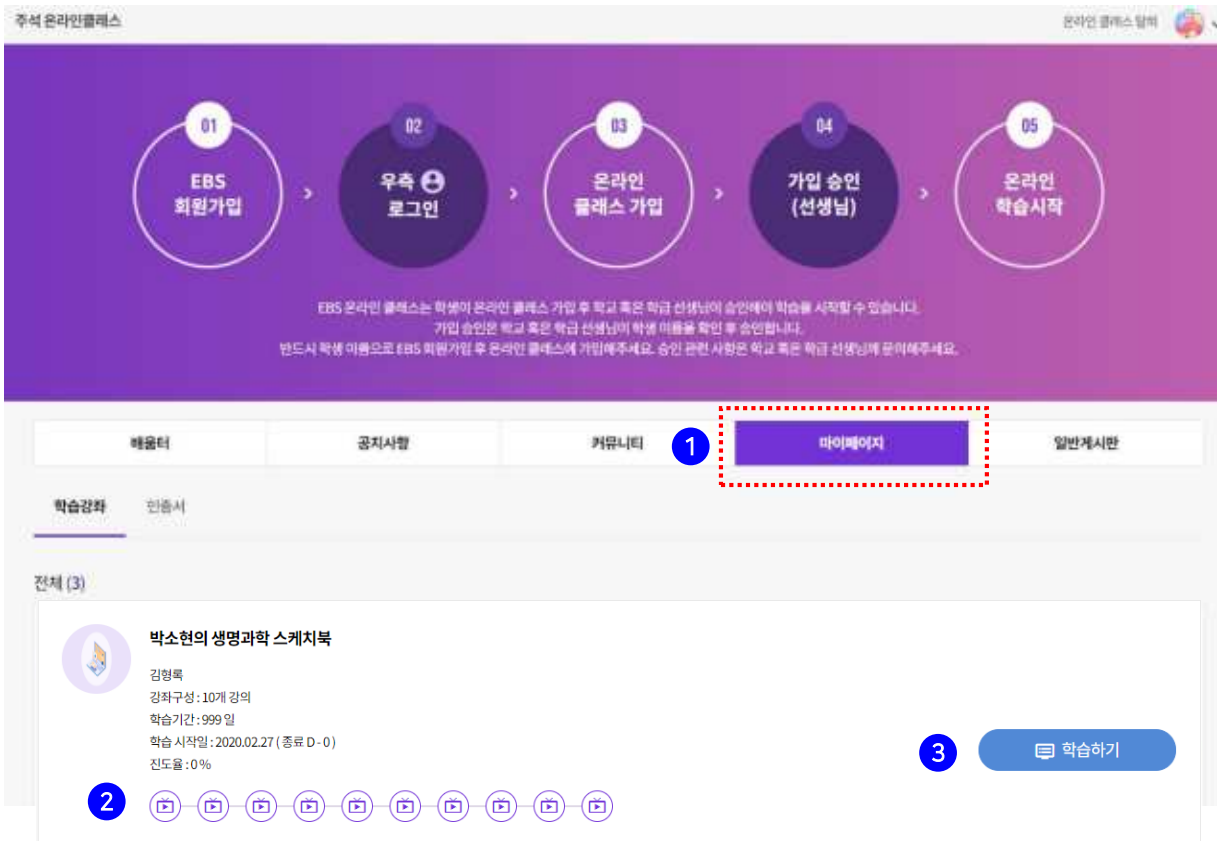 주석 온라인클래스
온라인 클래스 탈퇴
01
EBS
회원가입
02
우측
로그인
03
온라인
클래스 가입
04
가입 승인
(선생님)
05
온라인
학습시작
EBS 온라인 클래스는 학생이 온라인 클래스 가입 후 학교 혹은 학급 선생님이 승인해야 학습을 시작할 수 있습니다.
가입 승인은 학교 혹은 학급 선생님이 학생 이름을 확인 후 승인합니다.
반드시 학생 이름으로 EBS 회원가입 후 온라인 클래스에 가입해주세요. 승인 관련 사항은 학교 혹은 학급 선생님께 문의해주세요.
배움터
공지사항
커뮤니티
1
마이페이지
일반게시판
학습강좌
인증서
전체 (3)
박소현의 생명과학 스케치북
김형록
강좌구성 : 10개 강의
학습기간 : 999 일
학습 시작일 : 2020.02.27 ( 종료 D - 0 )
진도율 : 0 %
3
학습하기
2